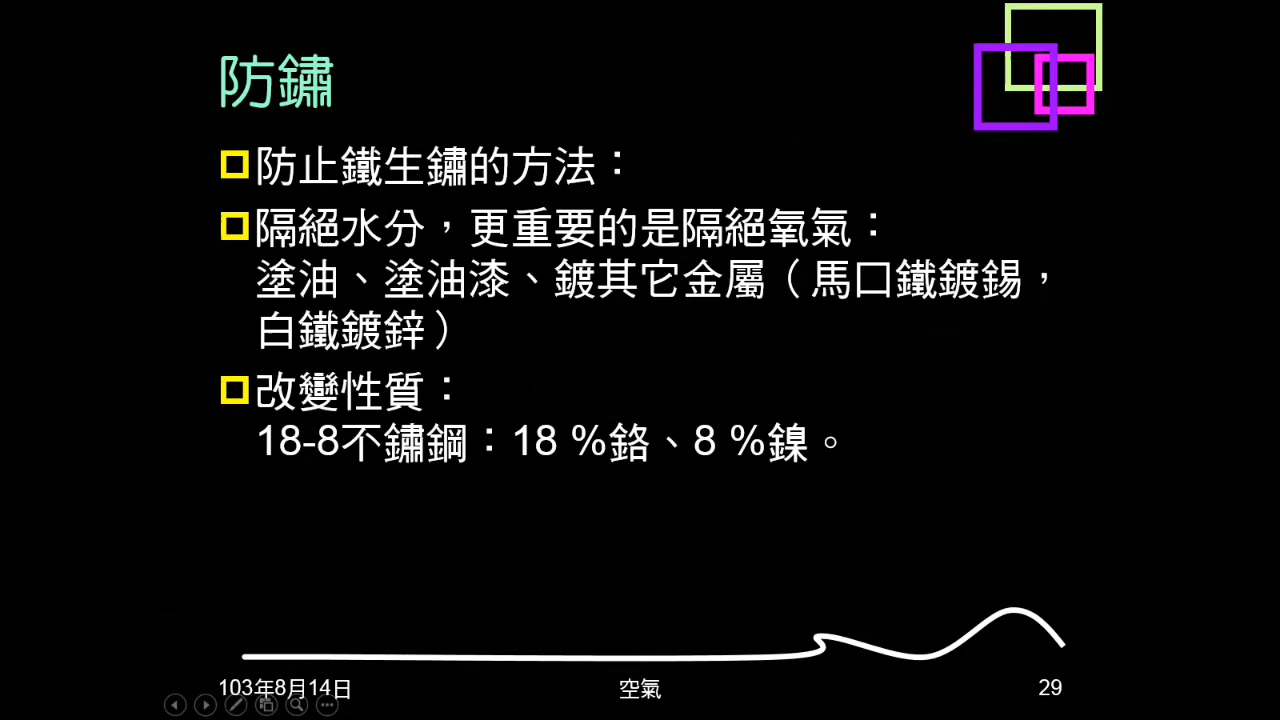 防鏽
防止鐵生鏽的方法：
隔絕水分，更重要的是隔絕氧氣：
塗油、塗油漆、鍍其它金屬（馬口鐵鍍錫，
白鐵鍍鋅）
改變性質：
18-8不鏽鋼：18 %鉻、8 %鎳。
103年8月14日
空氣
29